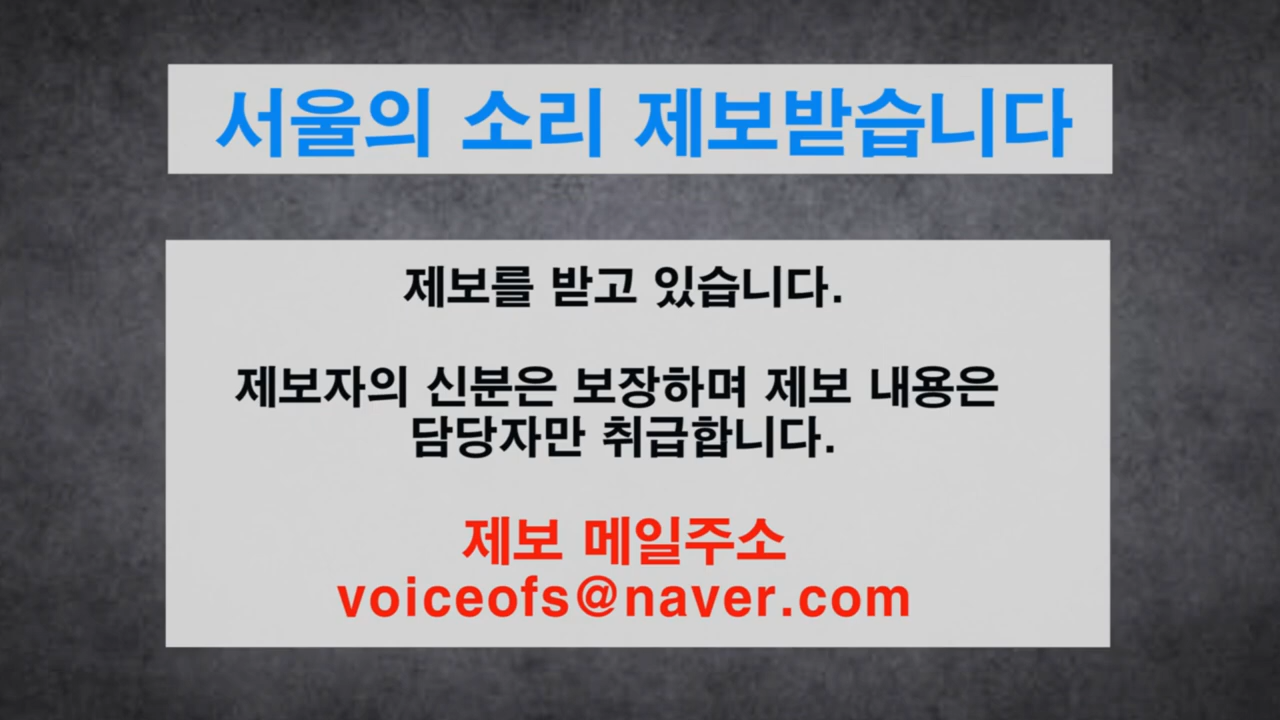 서울의 소리 제보받습니다
제보를 받고 있습니다.
제보자의 신분은 보장하며 제보 내용은
담당자만 취급합니다.
제보 메일주소
voiceofs@naver.com